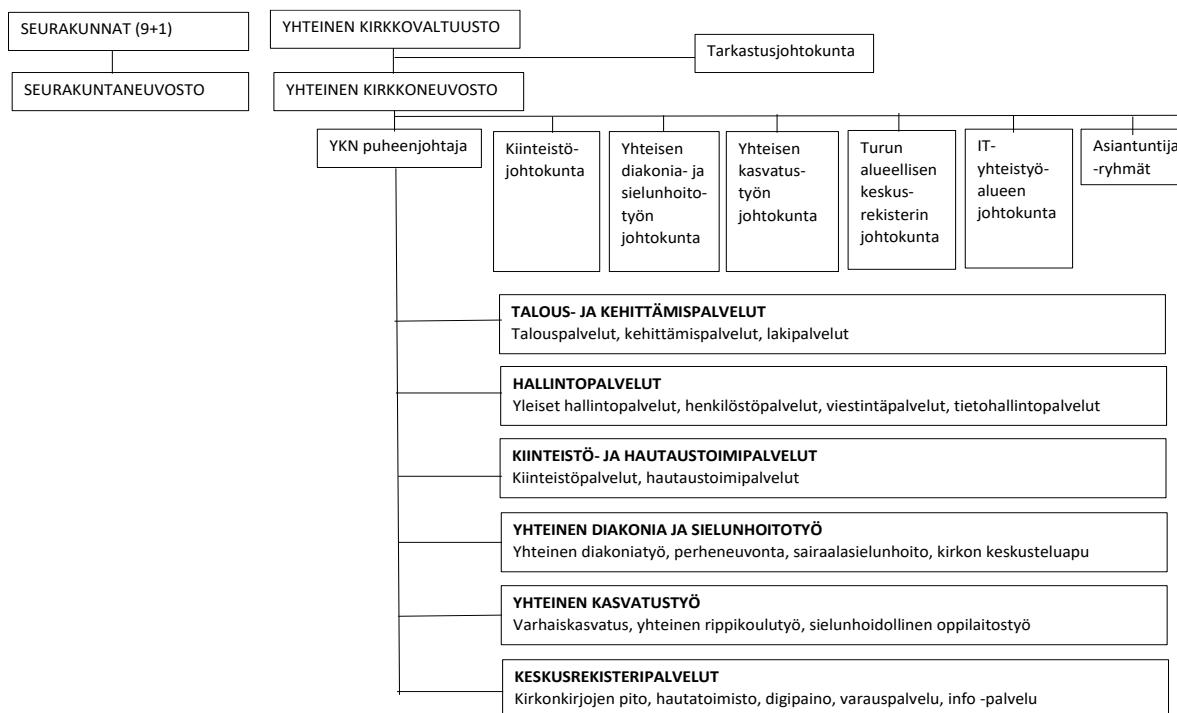 SEURAKUNNAT (9+1)
YHTEINEN KIRKKOVALTUUSTO
Tarkastusjohtokunta
SEURAKUNTANEUVOSTO
YHTEINEN KIRKKONEUVOSTO
YKN puheenjohtaja
Kiinteistö-
johtokunta
Yhteisen
diakonia- ja
sielunhoito-
työn
johtokunta
Yhteisen
kasvatus-
työn
johtokunta
Turun
alueellisen
keskus-
rekisterin
johtokunta
IT-
yhteistyö-
alueen
johtokunta
Asiantuntija
-ryhmät
TALOUS- JA KEHITTÄMISPALVELUT
Talouspalvelut, kehittämispalvelut, lakipalvelut
HALLINTOPALVELUT
Yleiset hallintopalvelut, henkilöstöpalvelut, viestintäpalvelut, tietohallintopalvelut
KIINTEISTÖ- JA HAUTAUSTOIMIPALVELUT
Kiinteistöpalvelut, hautaustoimipalvelut
YHTEINEN DIAKONIA JA SIELUNHOITOTYÖ
Yhteinen diakoniatyö, perheneuvonta, sairaalasielunhoito, kirkon keskusteluapu
YHTEINEN KASVATUSTYÖ
Varhaiskasvatus, yhteinen rippikoulutyö, sielunhoidollinen oppilaitostyö
KESKUSREKISTERIPALVELUT
Kirkonkirjojen pito, hautatoimisto, digipaino, varauspalvelu, info -palvelu